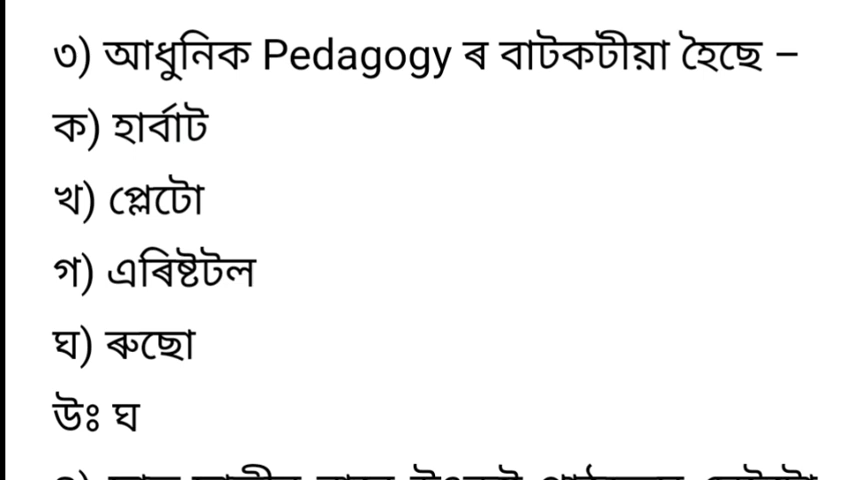 ৩) আধুনিক Pedagogy ৰ বাটকটীয়া হৈছে –
ক) হাৰ্বাট
খ) প্লেটো
গ) এৰিষ্টটল
ঘ) ৰুছো
উঃ ঘ